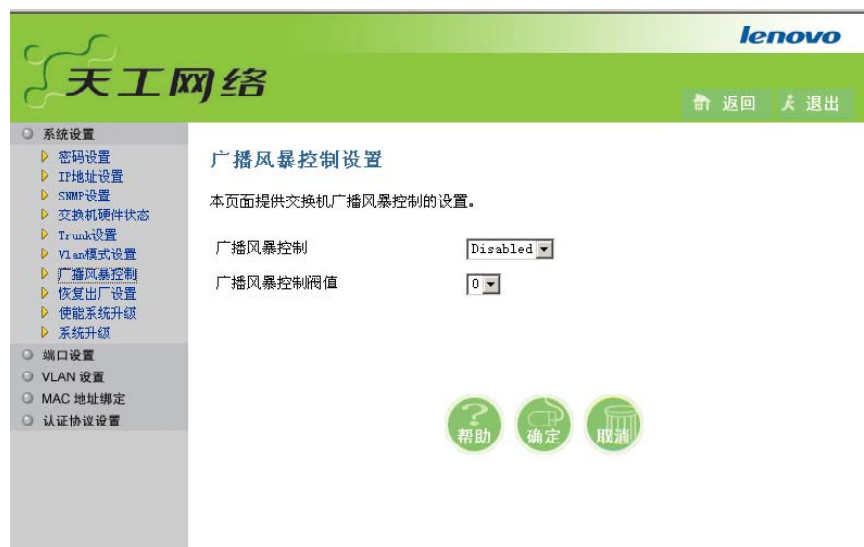 lenovo
天工网络
返回 退出
系统设置
密码设置
IP地址设置
SNMP设置
交换机硬件状态
Trunk设置
Vlan模式设置
广播风暴控制
恢复出厂设置
使能系统升级
系统升级
端口设置
VLAN 设置
MAC 地址绑定
认证协议设置
广播风暴控制设置
本页面提供交换机广播风暴控制的设置。
广播风暴控制 Disabled
广播风暴控制阀值 0
帮助 确定 取消